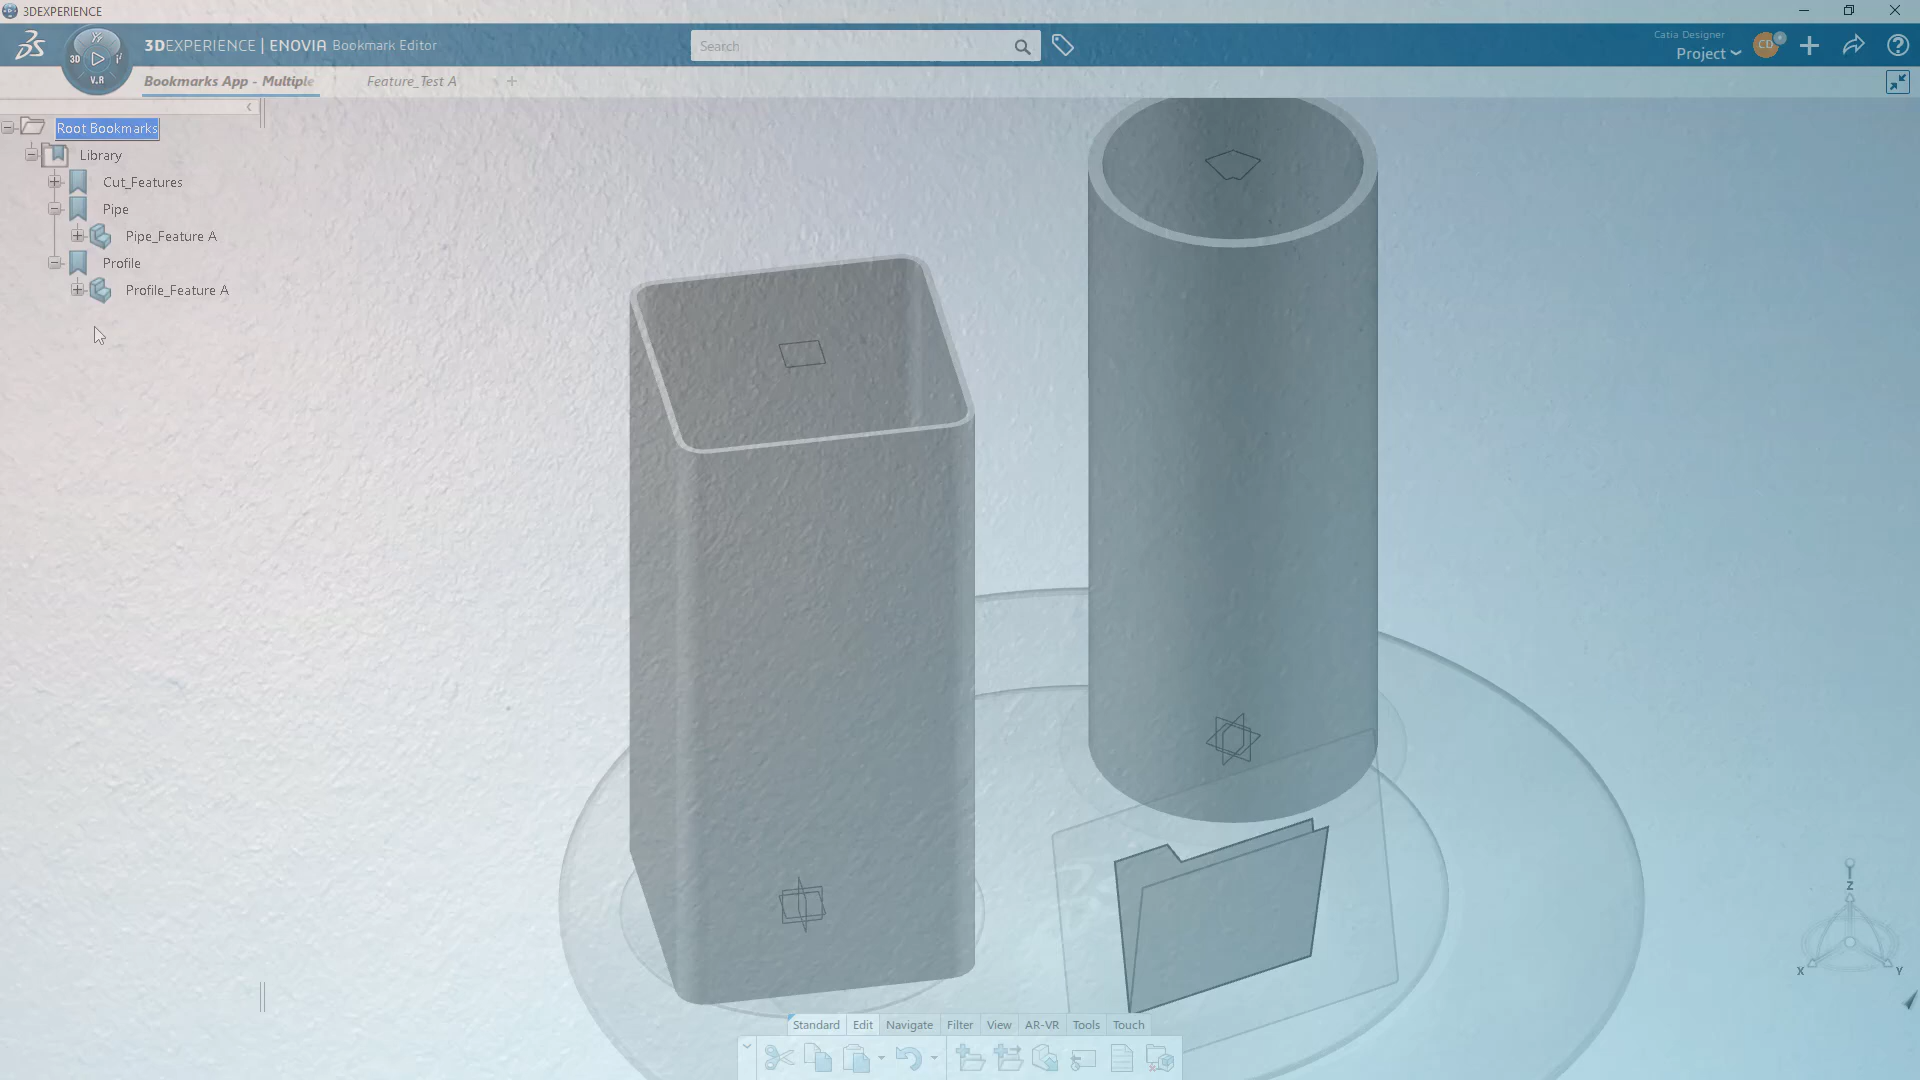 3DEXPERIENCE
3DEXPERIENCE | ENOVIA Bookmark Editor
Search
Catia Designer
Project
CD
3D
V.R
Bookmarks App - Multiple
Feature_Test A
Root Bookmarks
Library
Cut_Features
Pipe
Pipe_Feature A
Profile
Profile_Feature A
Z
X
Y
Standard Edit Navigate Filter View AR-VR Tools Touch